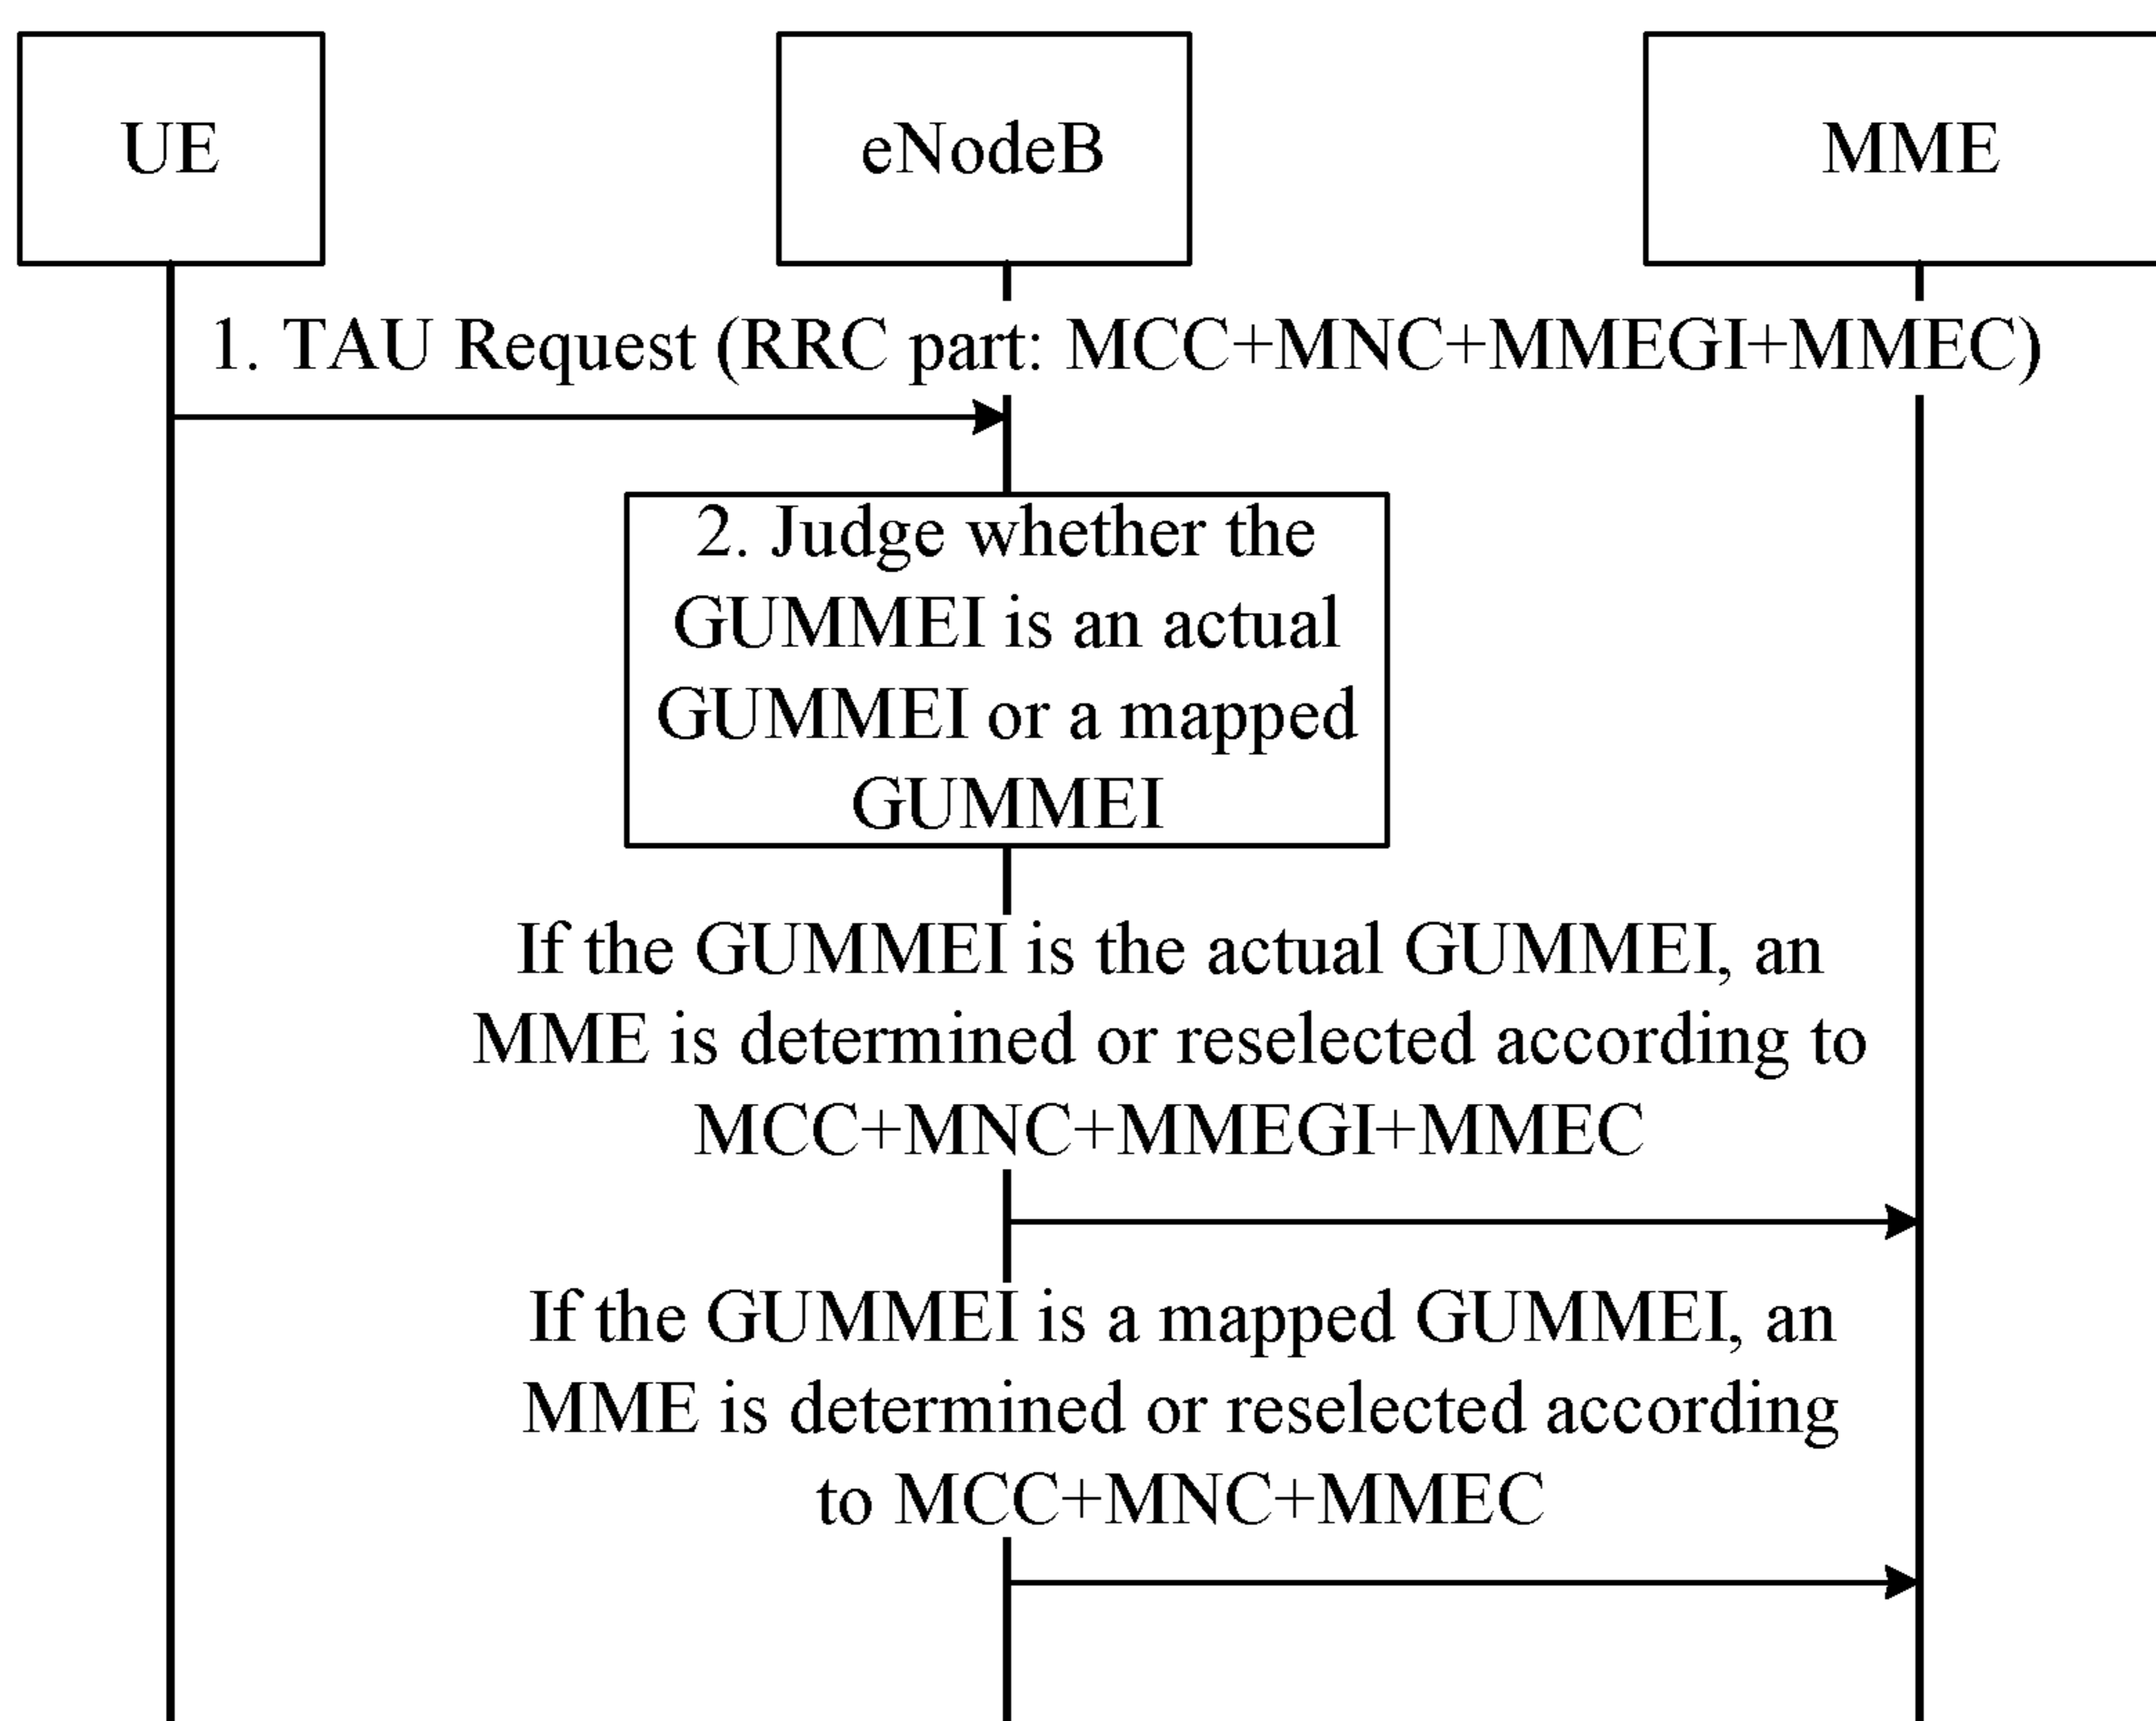 UE
eNodeB
MME
1. TAU Request (RRC part: MCC+MNC+MMEGI+MMEC)
2. Judge whether the
GUMMEI is an actual
GUMMEI or a mapped
GUMMEI
If the GUMMEI is the actual GUMMEI, an
MME is determined or reselected according to
MCC+MNC+MMEGI+MMEC
If the GUMMEI is a mapped GUMMEI, an
MME is determined or reselected according
to MCC+MNC+MMEC